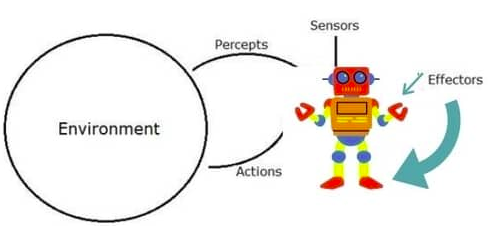 Sensors
Percepts
Effectors
Environment
Actions